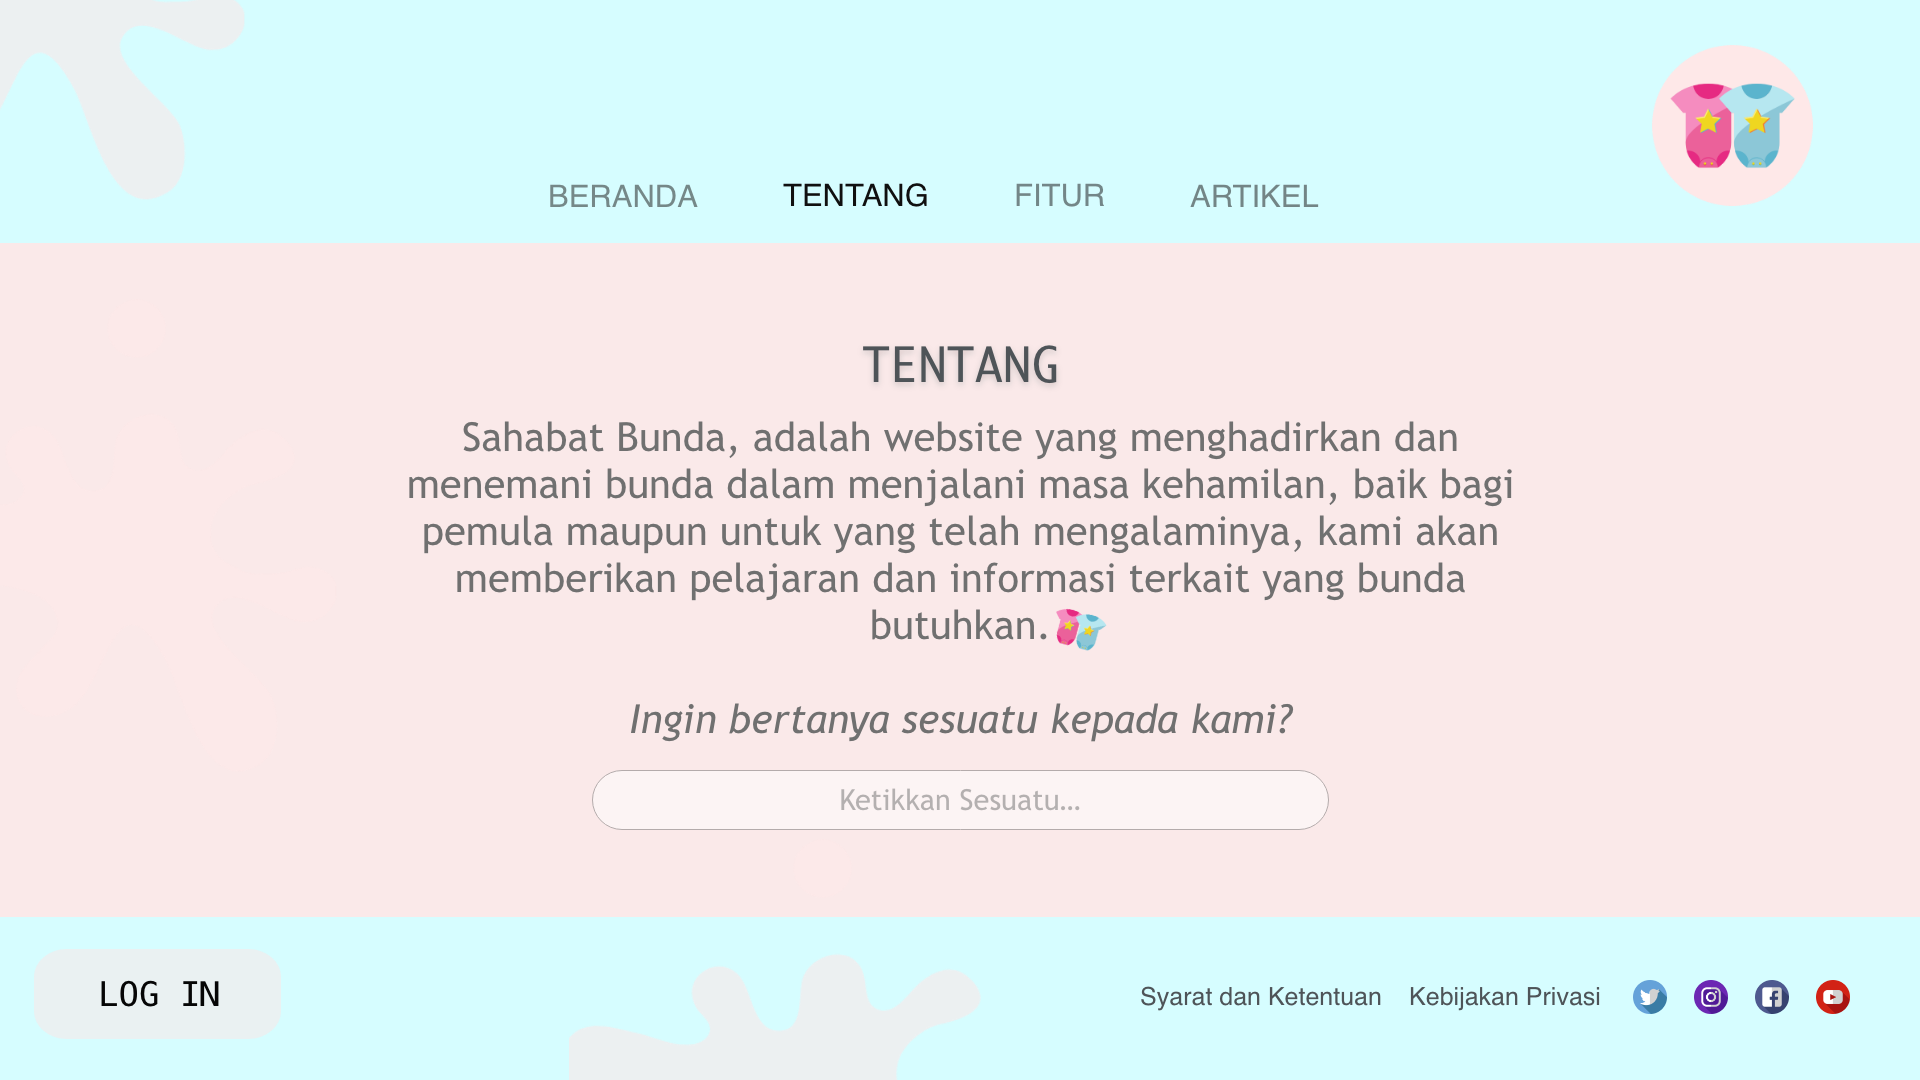 BERANDA TENTANG FITUR ARTIKEL
TENTANG
Sahabat Bunda, adalah website yang menghadirkan dan
menemani bunda dalam menjalani masa kehamilan, baik bagi
pemula maupun untuk yang telah mengalaminya, kami akan
memberikan pelajaran dan informasi terkait yang bunda
butuhkan.
Ingin bertanya sesuatu kepada kami?
Ketikkan Sesuatu...
LOG IN
Syarat dan Ketentuan Kebijakan Privasi